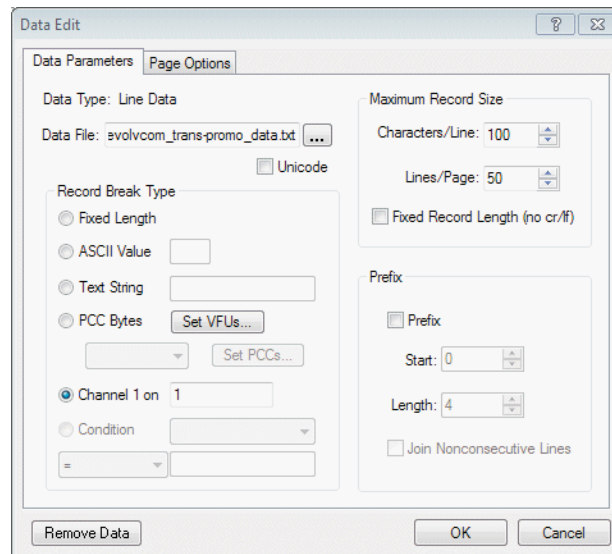 Data Edit
Data Parameters
Page Options
Data Type: Line Data
Data File: evolvcom_trans-promo_data.txt ...
Unicode
Record Break Type
Fixed Length
ASCII Value
Text String
PCC Bytes Set VFUs...
Set PCCs...
Channel 1 on 1
Condition
=
Maximum Record Size
Characters/Line: 100
Lines/Page: 50
Fixed Record Length (no cr/lf)
Prefix
Prefix
Start: 0
Length: 4
Join Nonconsecutive Lines
Remove Data
OK
Cancel